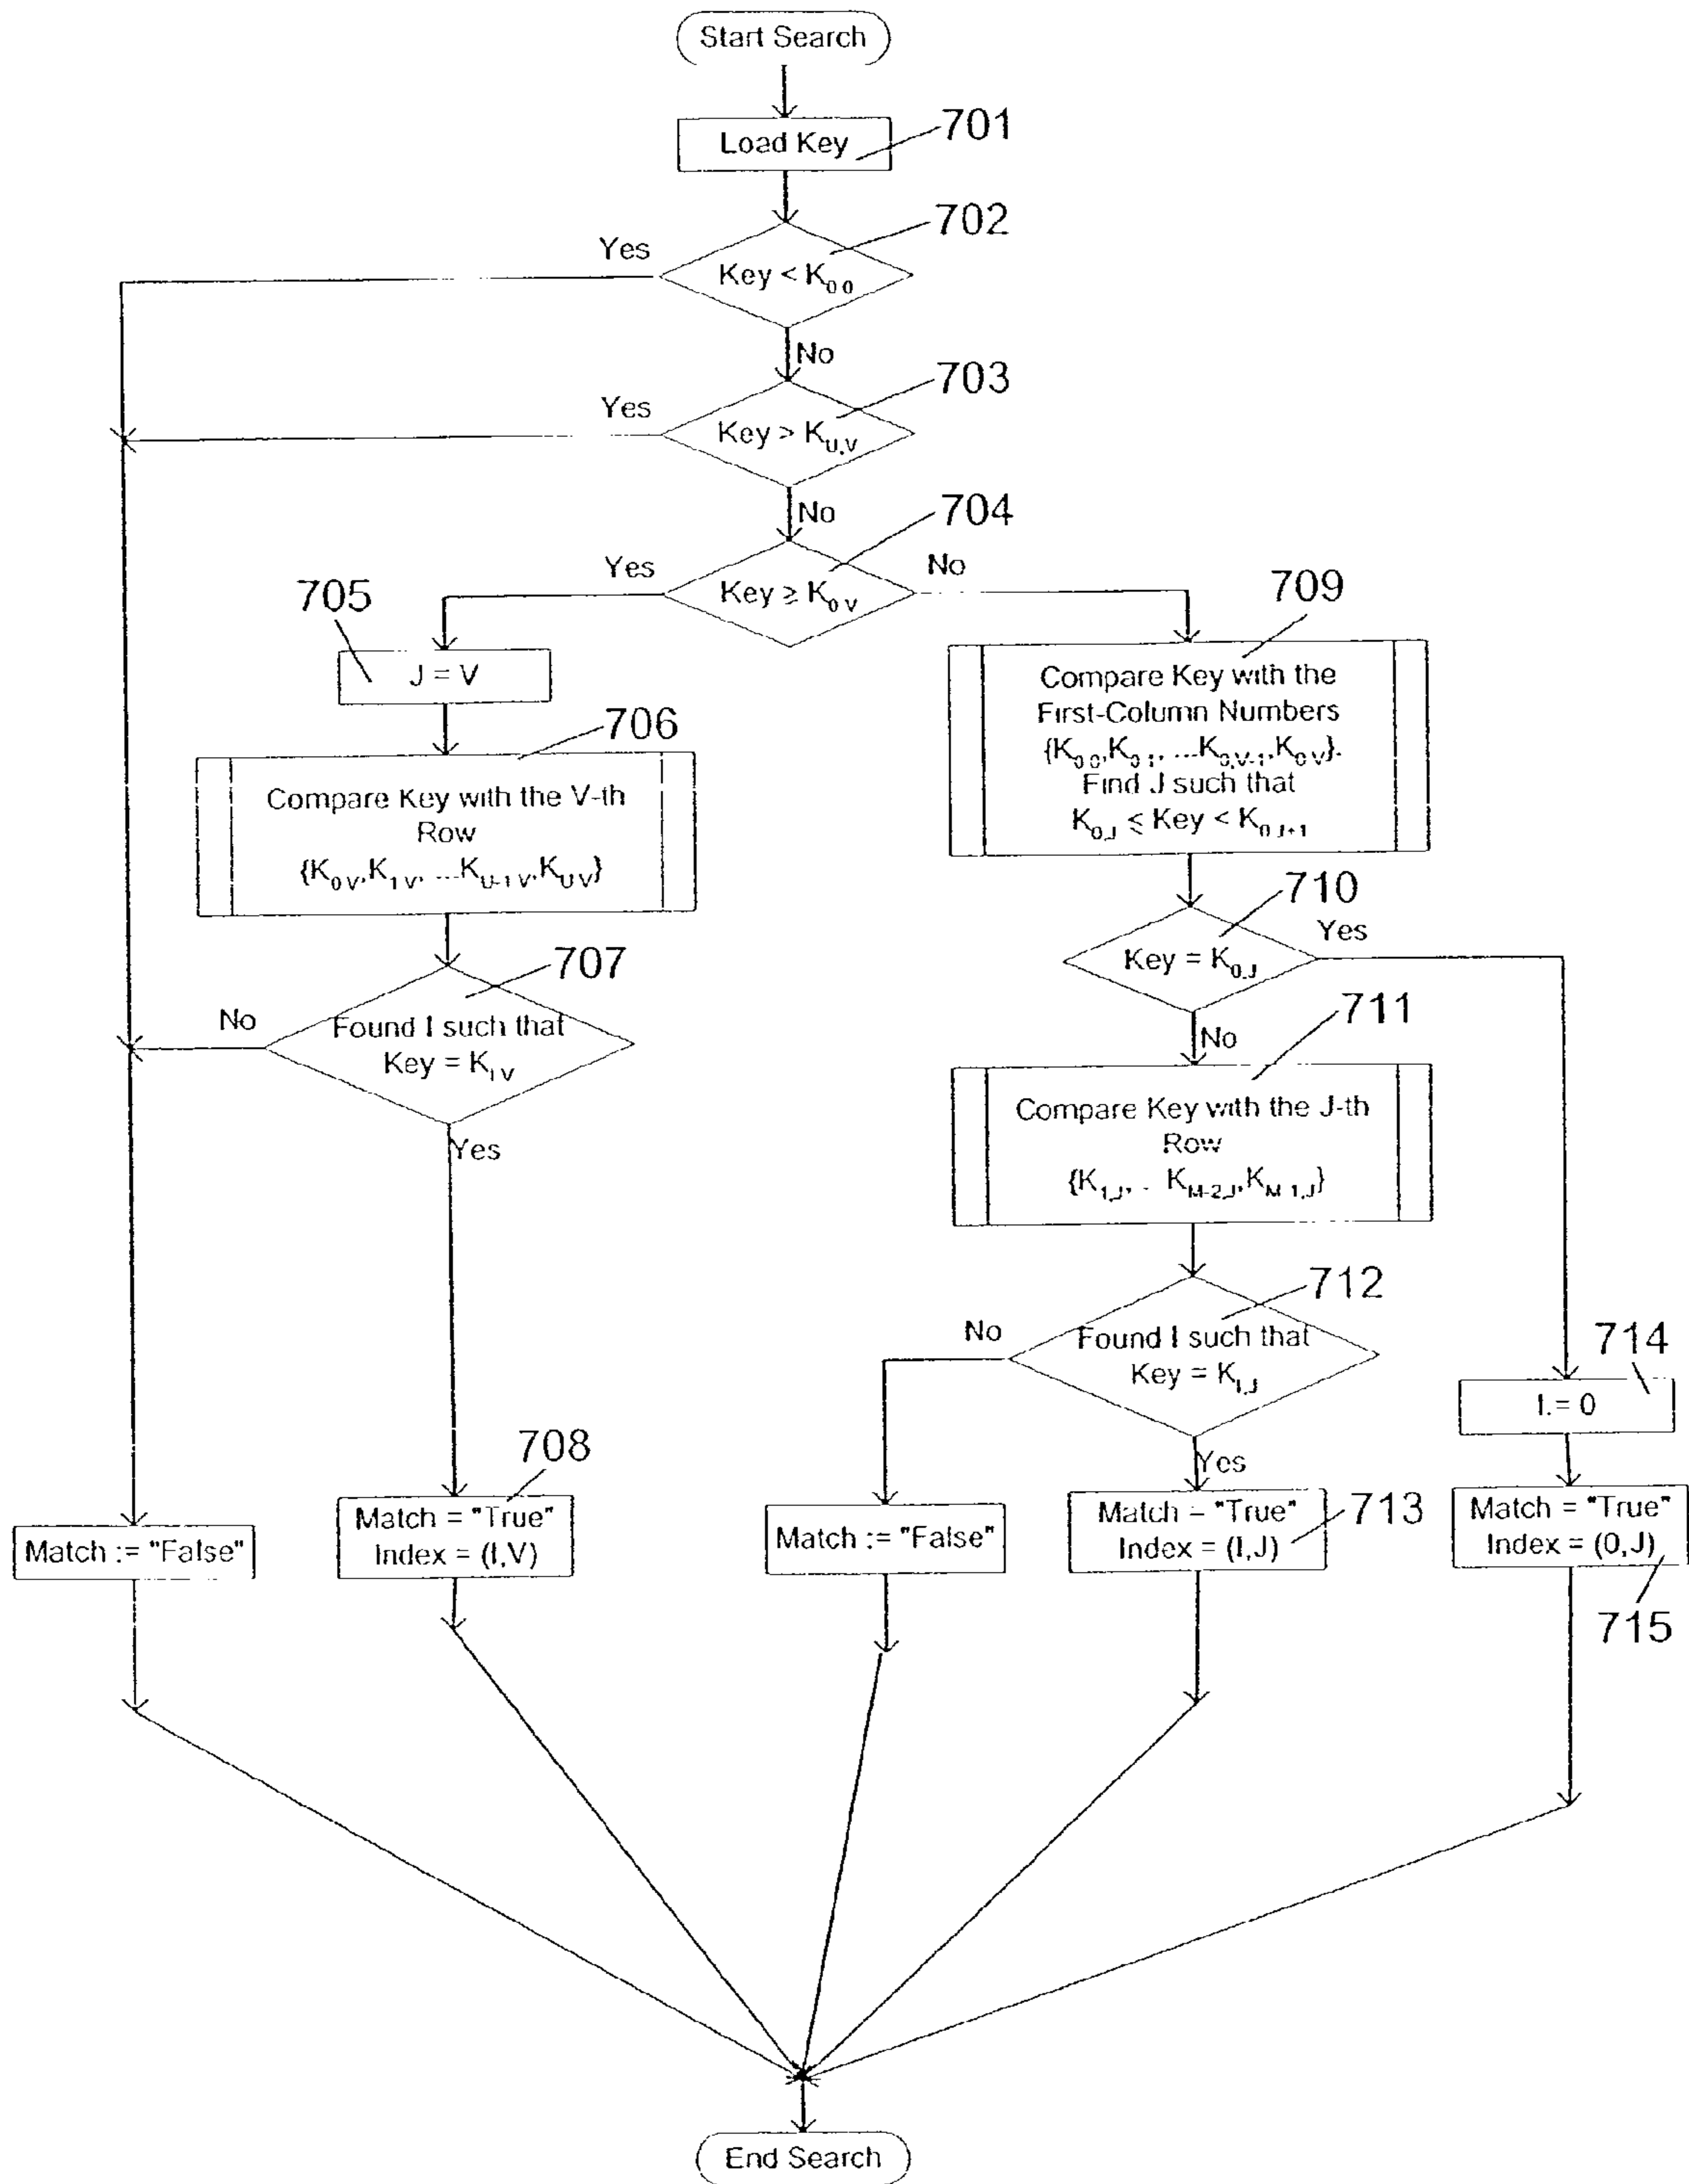 Start Search
701
Load Key
702
Yes
Key < K0 0
No
703
Yes
Key > KU,V
No
704
Yes
No
Key ≥ K0 V
705
709
J = V
Compare Key with the
First-Column Numbers
{K0 0,K0 1, ...K0,V-1,K0 V}.
Find J such that
K0,J ≤ Key < K0 J+1
706
Compare Key with the V-th
Row
{K0 V,K1 V, ...KU-1 V,KU V}
710
Yes
Key = K0,J
707
No
Found I such that
Key = KI V
Yes
711
No
Compare Key with the J-th
Row
{K1,J, .. KM-2,J,KM 1,J}
712
No
Found I such that
Key = KI,J
Yes
714
I.= 0
708
Match = "True"
Index = (I,V)
Match := "False"
Match := "False"
713
Match = "True"
Index = (I,J)
Match = "True"
Index = (0,J)
715
End Search